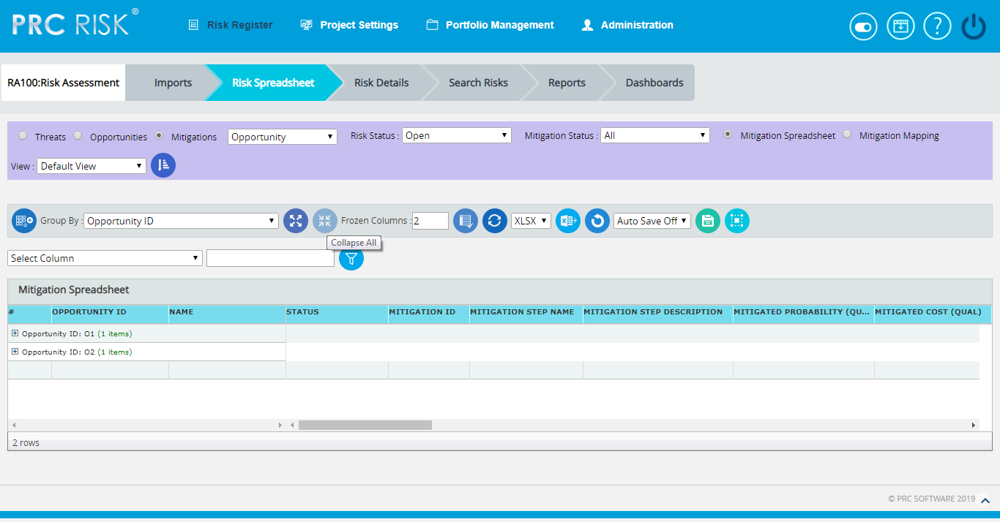 PRC RISK®
Risk Register Project Settings Portfolio Management Administration
?
RA100:Risk Assessment Imports Risk Spreadsheet Risk Details Search Risks Reports Dashboards
Threats Opportunities Mitigations Opportunity Risk Status : Open Mitigation Status : All Mitigation Spreadsheet Mitigation Mapping
View : Default View
Group By : Opportunity ID Frozen Columns : 2 XLSX Auto Save Off
Collapse All
Select Column
Mitigation Spreadsheet
# OPPORTUNITY ID NAME STATUS MITIGATION ID MITIGATION STEP NAME MITIGATION STEP DESCRIPTION MITIGATED PROBABILITY (QU... MITIGATED COST (QUAL)
Opportunity ID: O1 (1 items)
Opportunity ID: O2 (1 items)
2 rows
© PRC SOFTWARE 2019